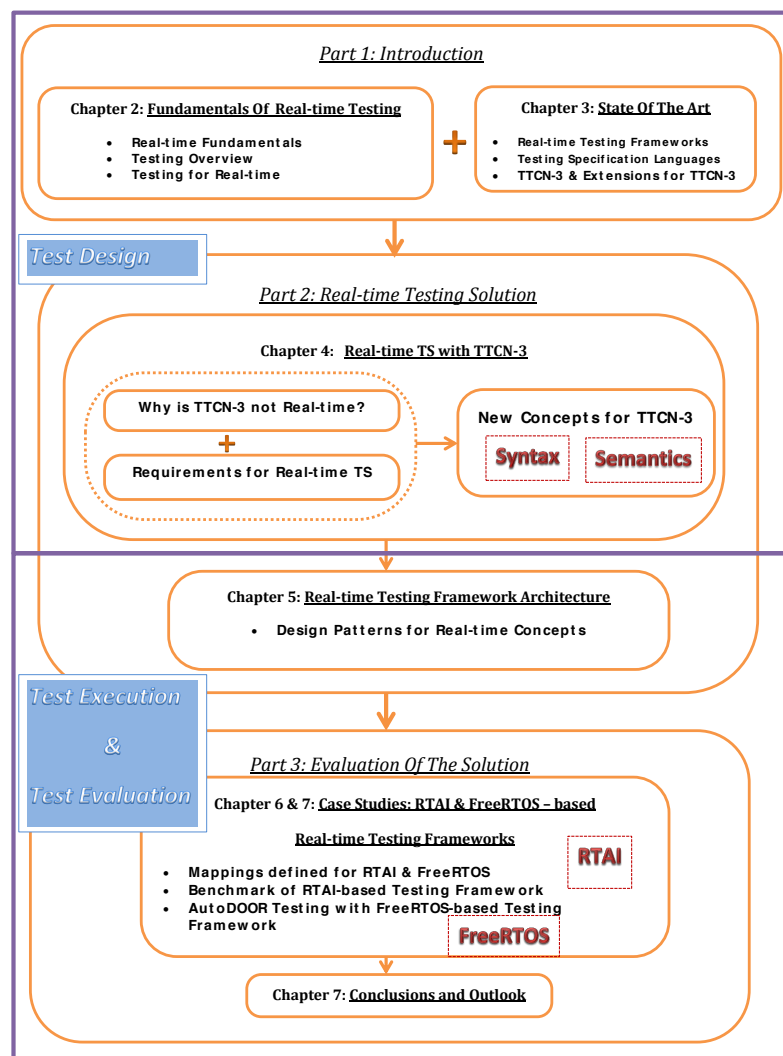 Part 1: Introduction
Chapter 2: Fundamentals Of Real-time Testing
• Real-time Fundamentals
• Testing Overview
• Testing for Real-time
+
Chapter 3: State Of The Art
• Real-time Testing Frameworks
• Testing Specification Languages
• TTCN-3 & Extensions for TTCN-3
Test Design
Part 2: Real-time Testing Solution
Chapter 4: Real-time TS with TTCN-3
Why is TTCN-3 not Real-time?
+
Requirements for Real-time TS
New Concepts for TTCN-3
Syntax
Semantics
Chapter 5: Real-time Testing Framework Architecture
• Design Patterns for Real-time Concepts
Test Execution
&
Test Evaluation
Part 3: Evaluation Of The Solution
Chapter 6 & 7: Case Studies: RTAI & FreeRTOS – based
Real-time Testing Frameworks
RTAI
• Mappings defined for RTAI & FreeRTOS
• Benchmark of RTAI-based Testing Framework
• AutoDOOR Testing with FreeRTOS-based Testing
Framework
FreeRTOS
Chapter 7: Conclusions and Outlook